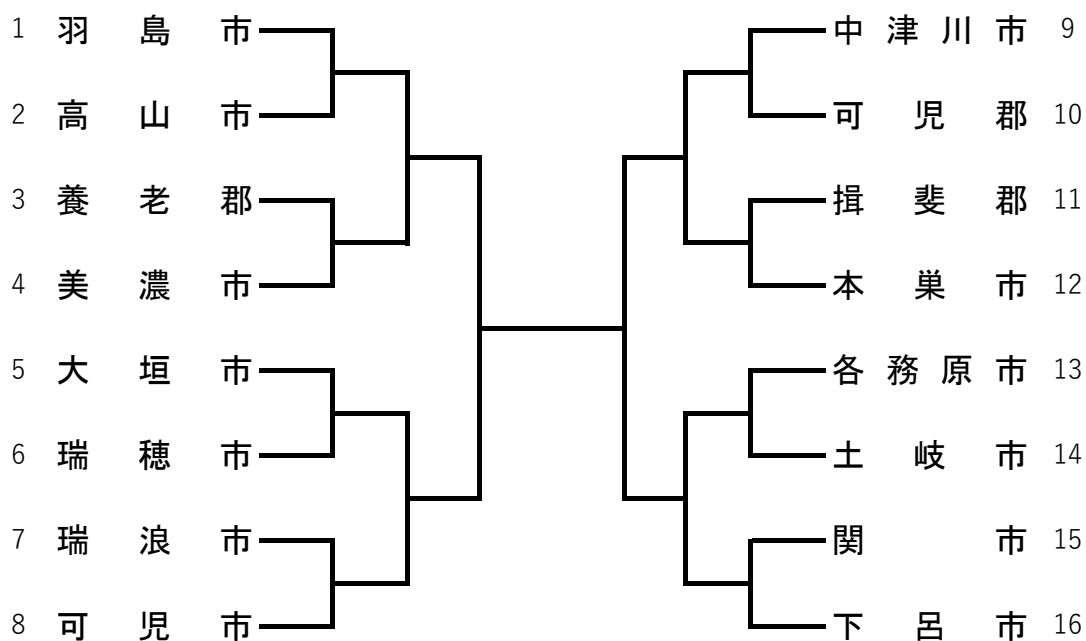 1 羽島市
2 高山市
3 養老郡
4 美濃市
5 大垣市
6 瑞穂市
7 瑞浪市
8 可児市
中津川市 9
可児郡 10
揖斐郡 11
本巣市 12
各務原市 13
土岐市 14
関市 15
下呂市 16